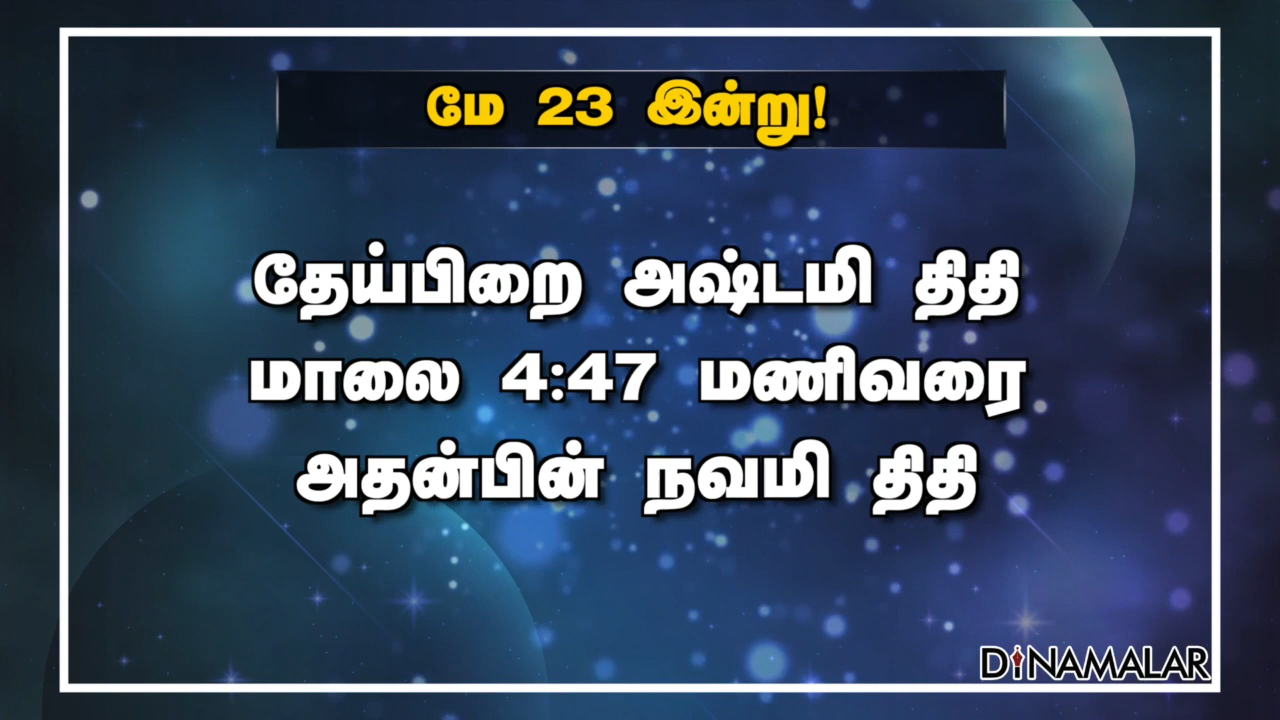 மே 23 இன்று!
தேய்பிறை அஷ்டமி திதி
மாலை 4:47 மணிவரை
அதன்பின் நவமி திதி
DINAMALAR